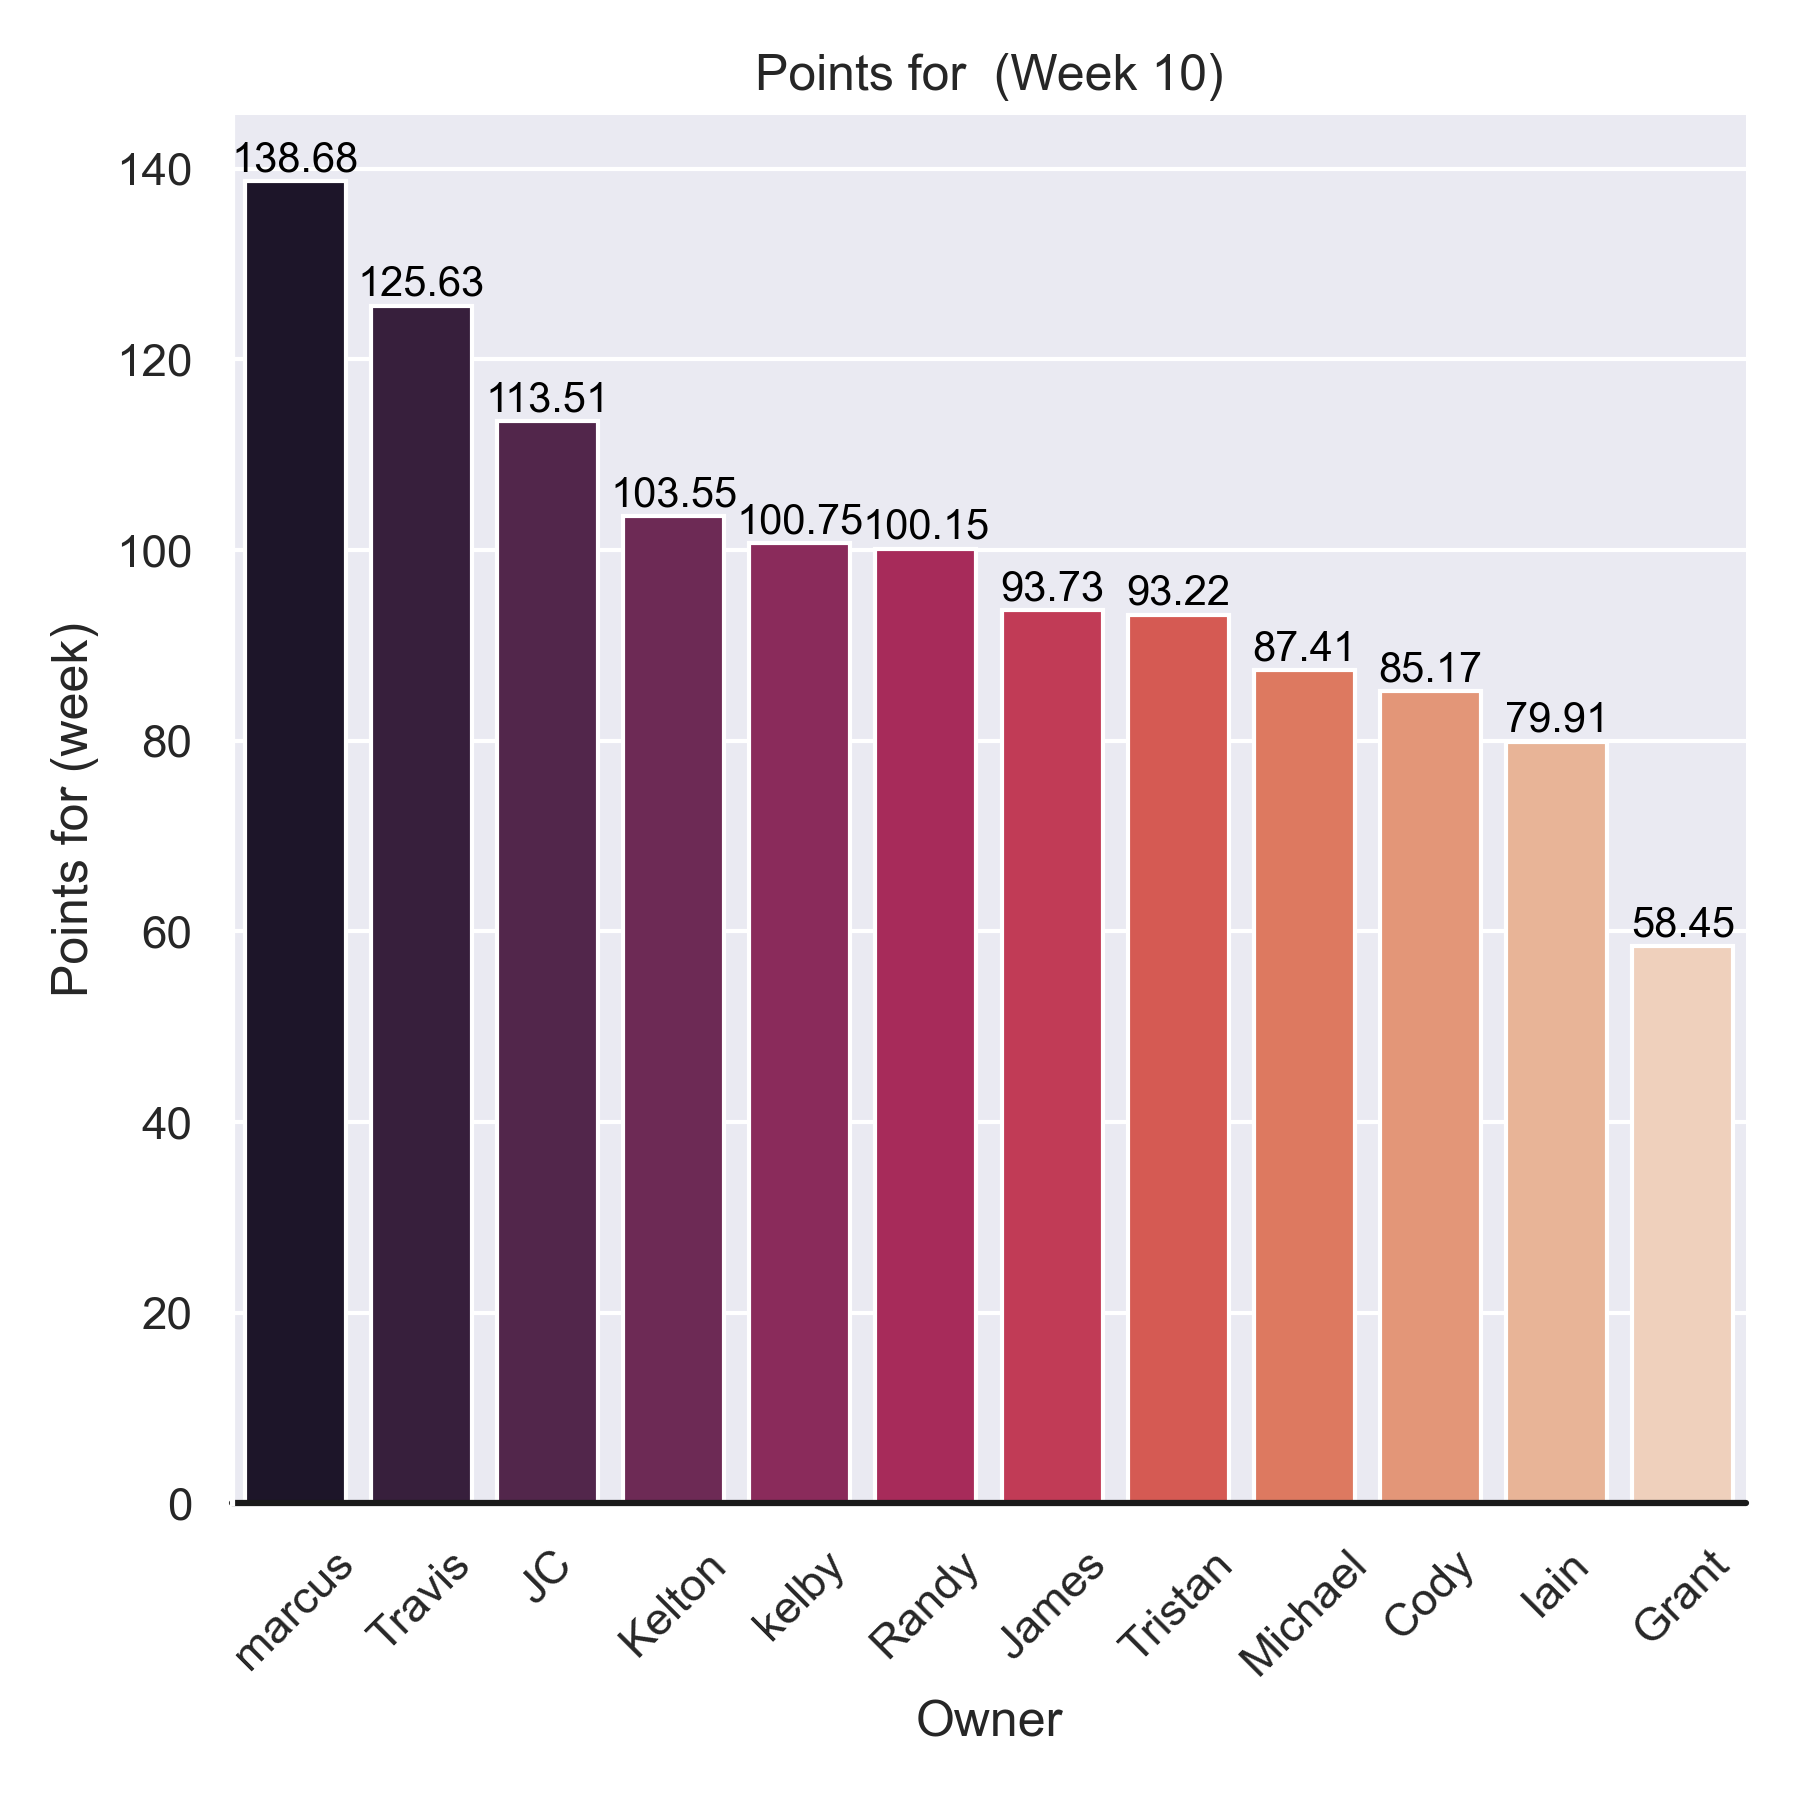 Points for  (Week 10)
Points for (week)
140
120
100
80
60
40
20
0
138.68
125.63
113.51
103.55
100.75
100.15
93.73
93.22
87.41
85.17
79.91
58.45
marcus
Travis
JC
Kelton
kelby
Randy
James
Tristan
Michael
Cody
Iain
Grant
Owner